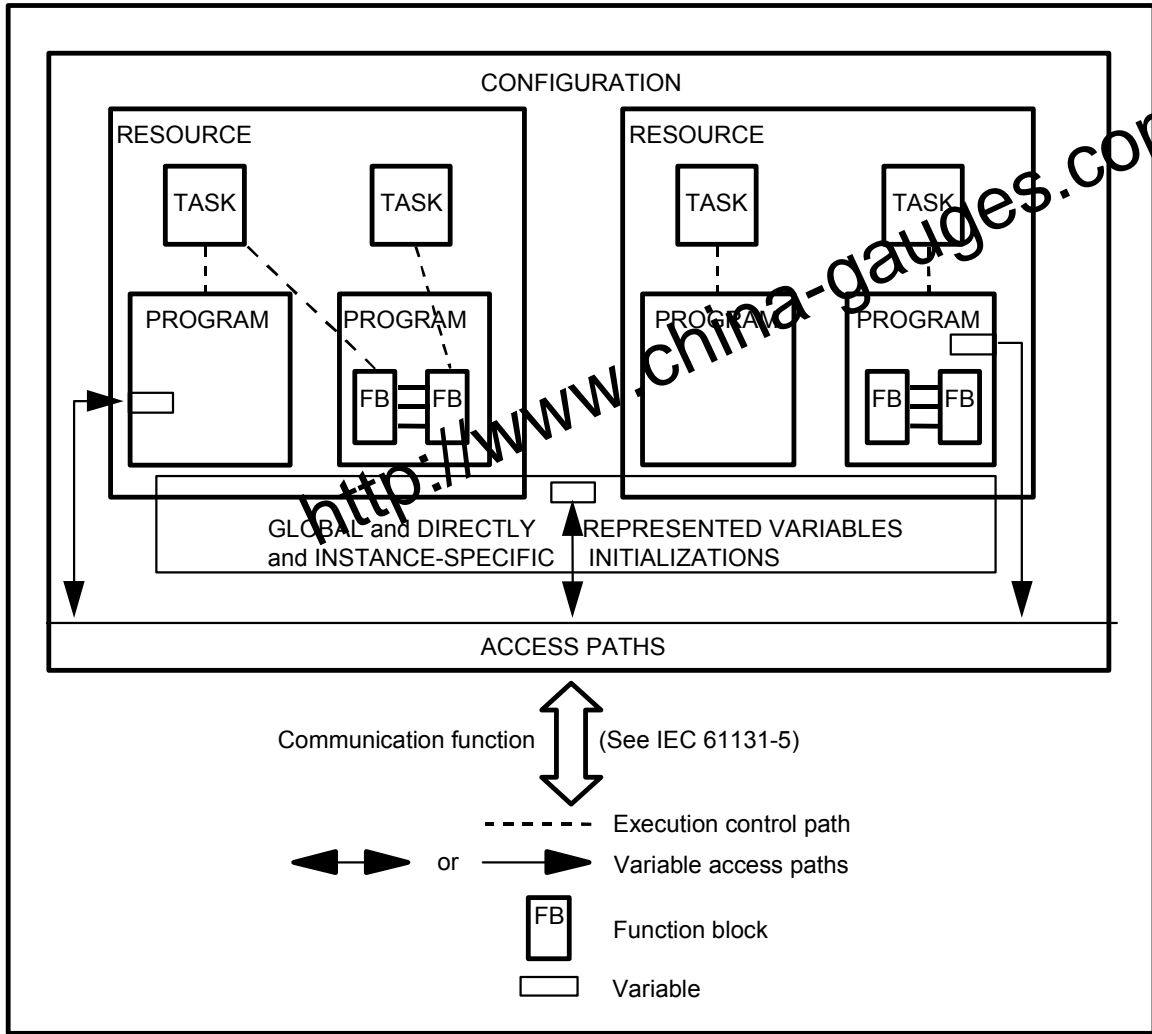 CONFIGURATION
RESOURCE
RESOURCE
TASK
TASK
TASK
TASK
PROGRAM
PROGRAM
PROGRAM
PROGRAM
FB
FB
FB
FB
http://www.china-gauges.com
GLOBAL and DIRECTLY REPRESENTED VARIABLES
and INSTANCE-SPECIFIC INITIALIZATIONS
ACCESS PATHS
Communication function (See IEC 61131-5)
Execution control path
or Variable access paths
FB
Function block
Variable